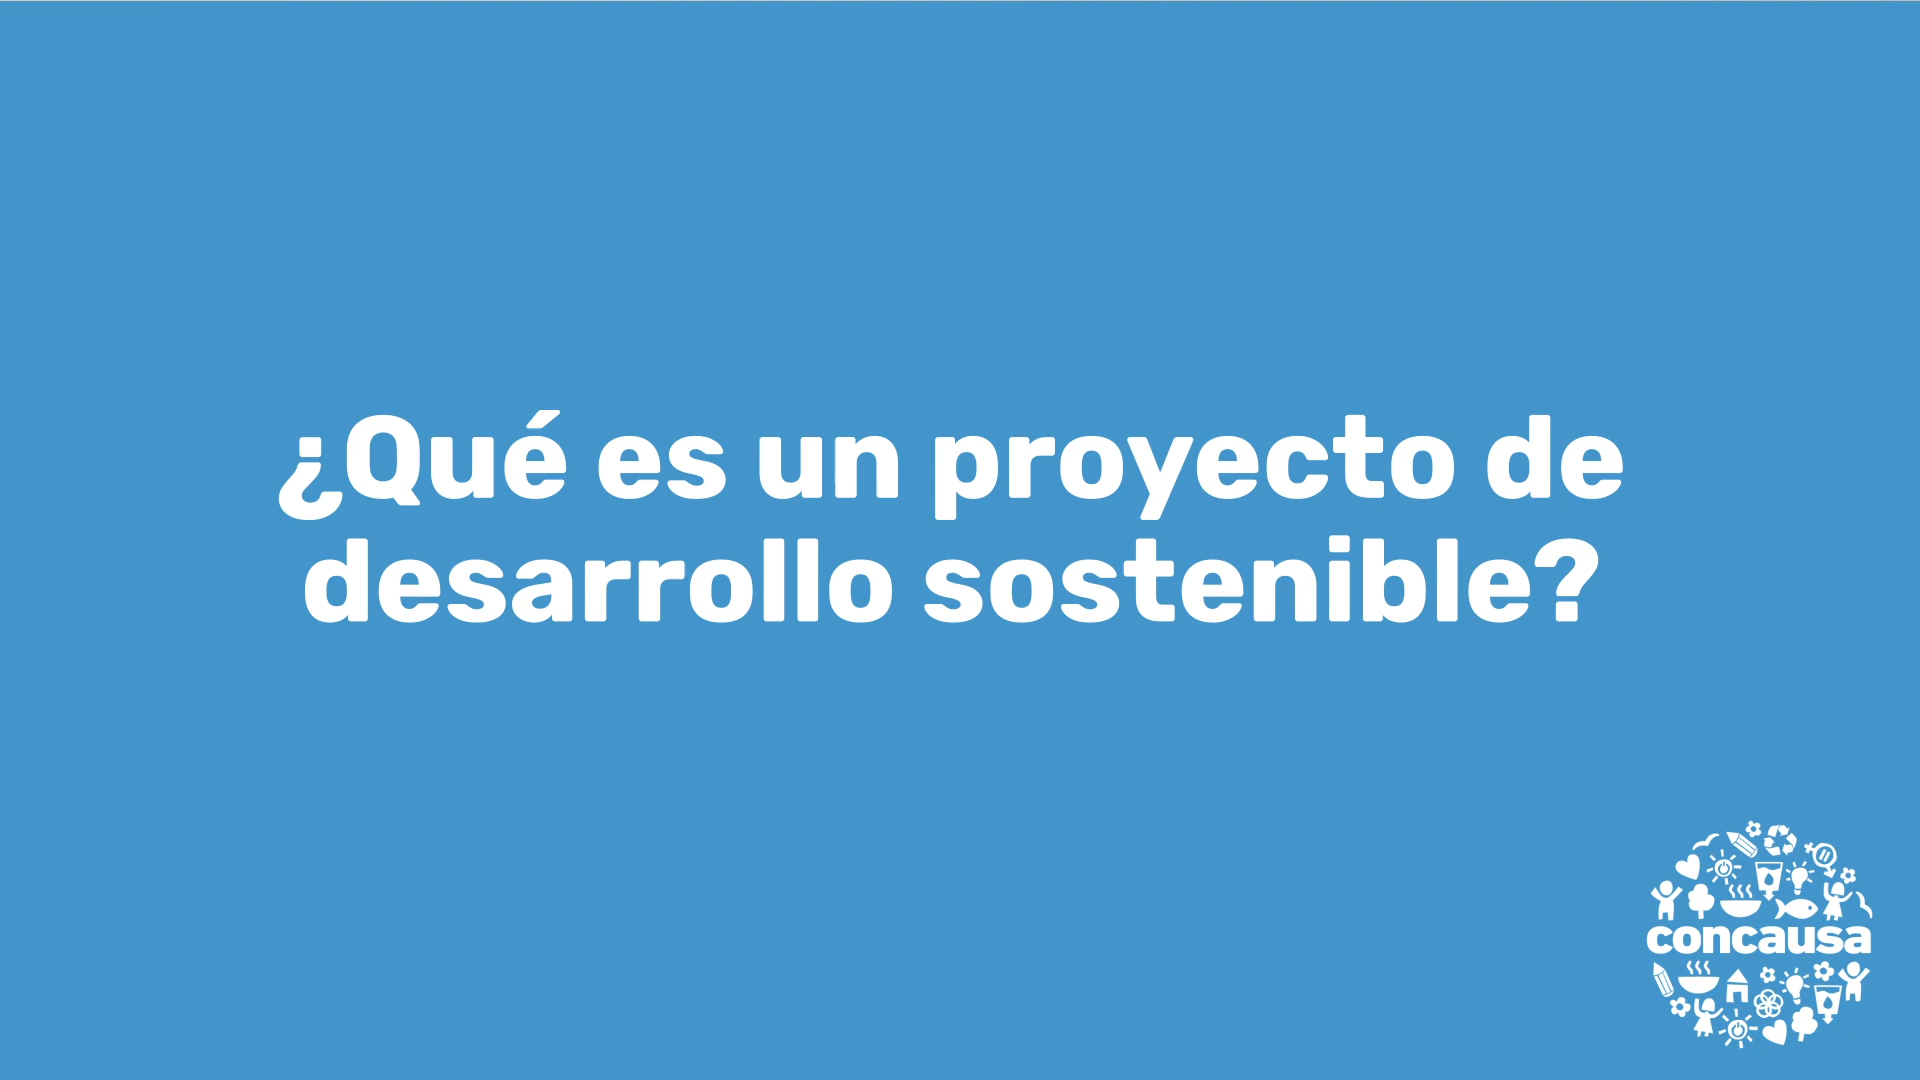 ¿Qué es un proyecto de
desarrollo sostenible?
concausa